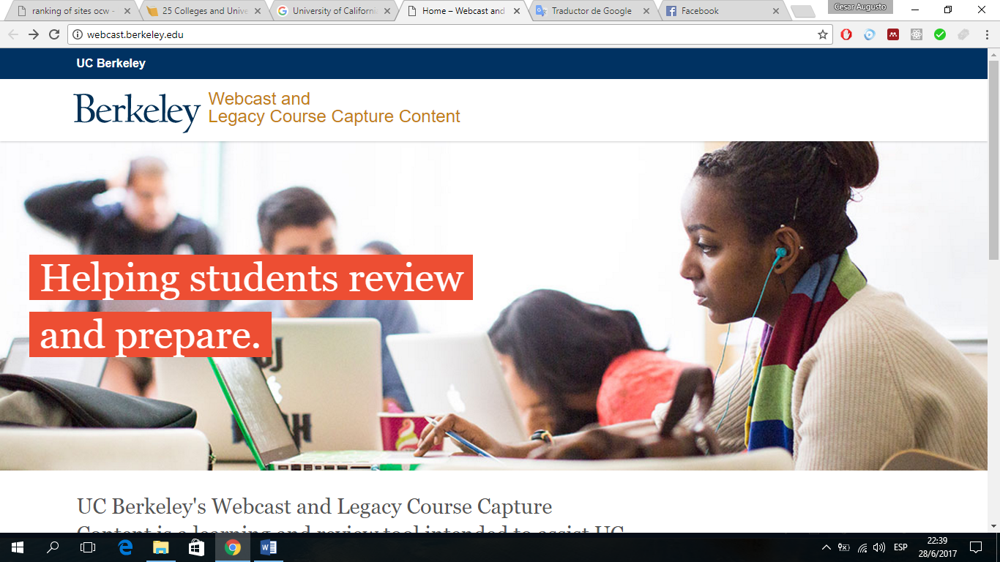 ranking of sites ocw -
25 Colleges and Unive
University of Californi
Home – Webcast and
Traductor de Google
Facebook
Cesar Augusto
webcast.berkeley.edu
UC Berkeley
Berkeley
Webcast and
Legacy Course Capture Content
Helping students review
and prepare.
UC Berkeley's Webcast and Legacy Course Capture
Content is a learning and review tool intended to assist UC
ESP
22:39
28/6/2017